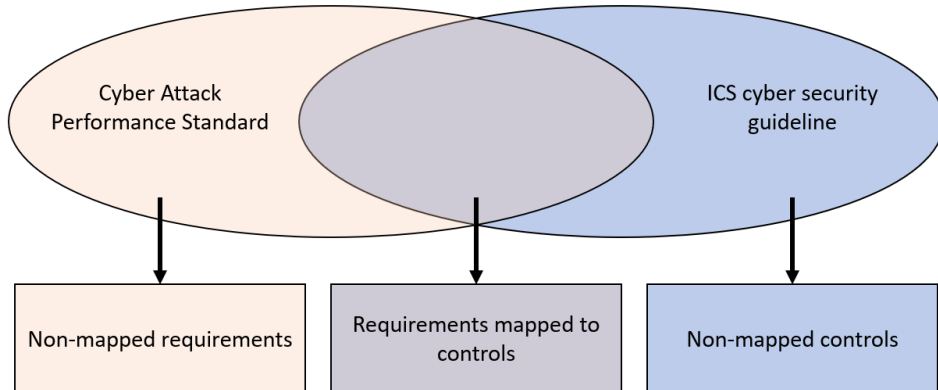 Cyber Attack
Performance Standard
ICS cyber security
guideline
Non-mapped requirements
Requirements mapped to
controls
Non-mapped controls